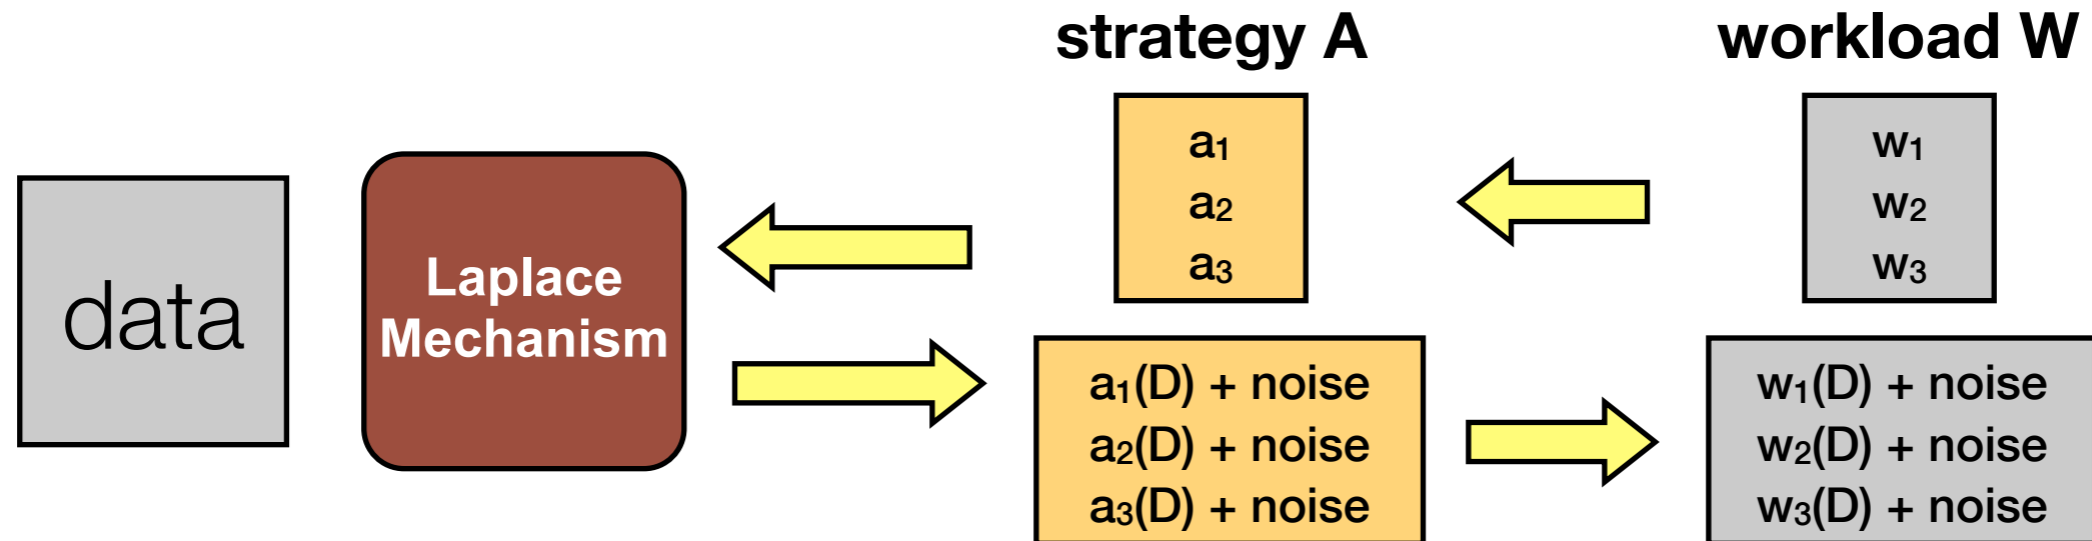 strategy A
workload W
data
Laplace
Mechanism
a₁
a₂
a₃
w₁
w₂
w₃
a₁(D) + noise
a₂(D) + noise
a₃(D) + noise
w₁(D) + noise
w₂(D) + noise
w₃(D) + noise